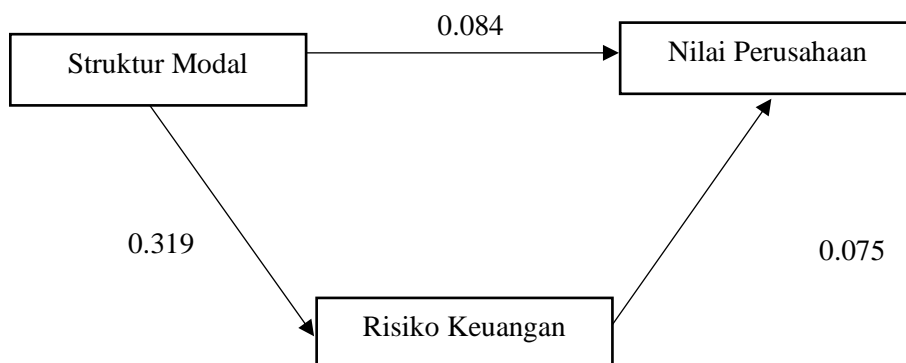 0.084
Struktur Modal
Nilai Perusahaan
0.319
0.075
Risiko Keuangan